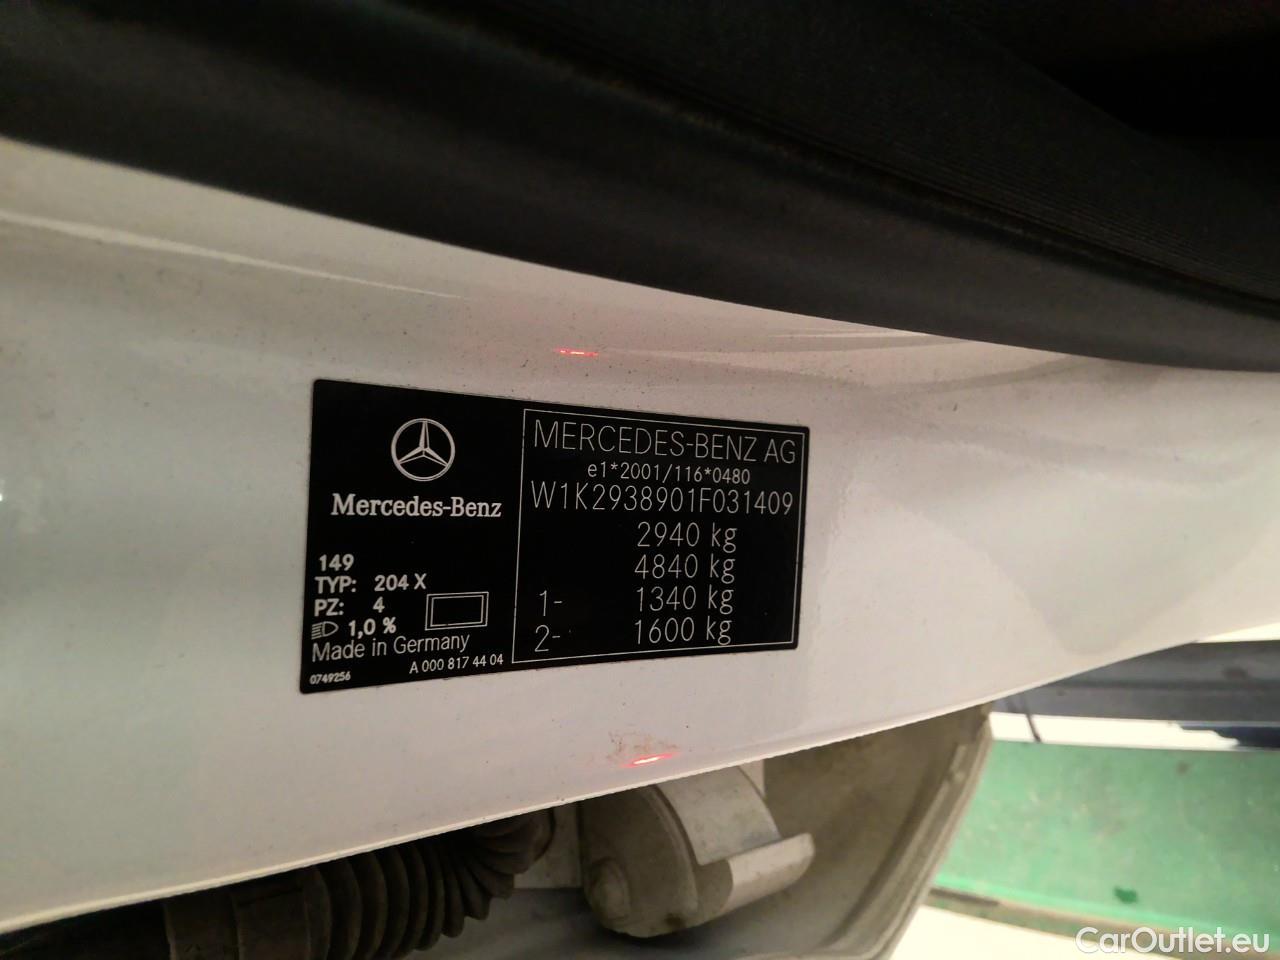 Mercedes-Benz
149
TYP: 204 X
PZ: 4
1,0 %
Made in Germany
0749256
A 000 817 44 04
MERCEDES-BENZ AG
e1*2001/116*0480
W1K2938901F031409
2940 kg
4840 kg
1- 1340 kg
2- 1600 kg
CarOutlet.eu